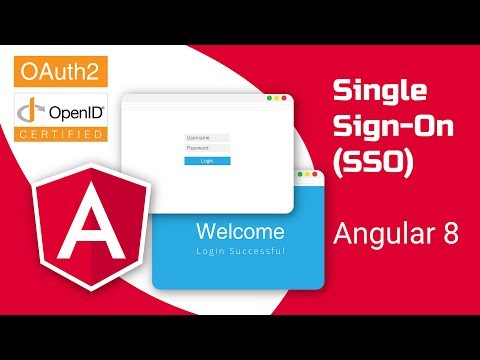 OAuth2
OpenID®
CERTIFIED
A
Username
Password
Login
Welcome
Login Successful
Single
Sign-On
(SSO)
Angular 8